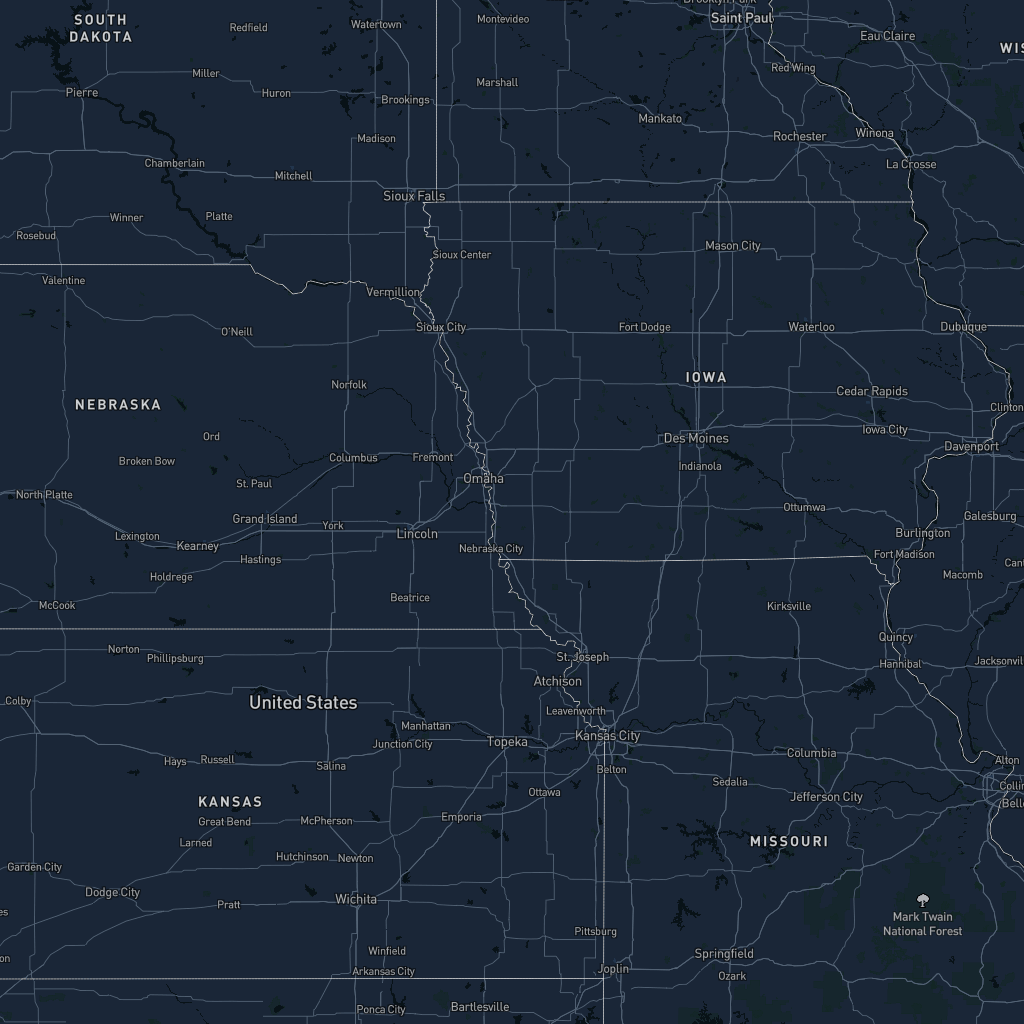 Brooklyn Park
SOUTH
DAKOTA
Redfield
Watertown
Montevideo
Saint Paul
Eau Claire
Miller
Marshall
Red Wing
Pierre
Huron
Brookings
Mankato
Madison
Rochester
Winona
Chamberlain
Mitchell
La Crosse
Sioux Falls
Winner
Platte
Rosebud
Mason City
Sioux Center
Valentine
Vermillion
O'Neill
Sioux City
Fort Dodge
Waterloo
Dubuque
IOWA
Norfolk
Cedar Rapids
NEBRASKA
Clinton
Ord
Iowa City
Des Moines
Davenport
Broken Bow
Columbus
Fremont
Indianola
Omaha
St. Paul
North Platte
Ottumwa
Grand Island
York
Galesburg
Lexington
Lincoln
Burlington
Kearney
Nebraska City
Fort Madison
Hastings
Holdrege
Macomb
Beatrice
McCook
Kirksville
Quincy
Norton
Phillipsburg
St. Joseph
Hannibal
Atchison
Colby
United States
Leavenworth
Manhattan
Topeka
Kansas City
Junction City
Columbia
Hays
Russell
Salina
Alton
Belton
Sedalia
Ottawa
Jefferson City
KANSAS
Great Bend
McPherson
Emporia
Larned
MISSOURI
Hutchinson
Newton
Garden City
Dodge City
Wichita
Pratt
Mark Twain
National Forest
Pittsburg
Winfield
Springfield
Arkansas City
Joplin
Ozark
Ponca City
Bartlesville